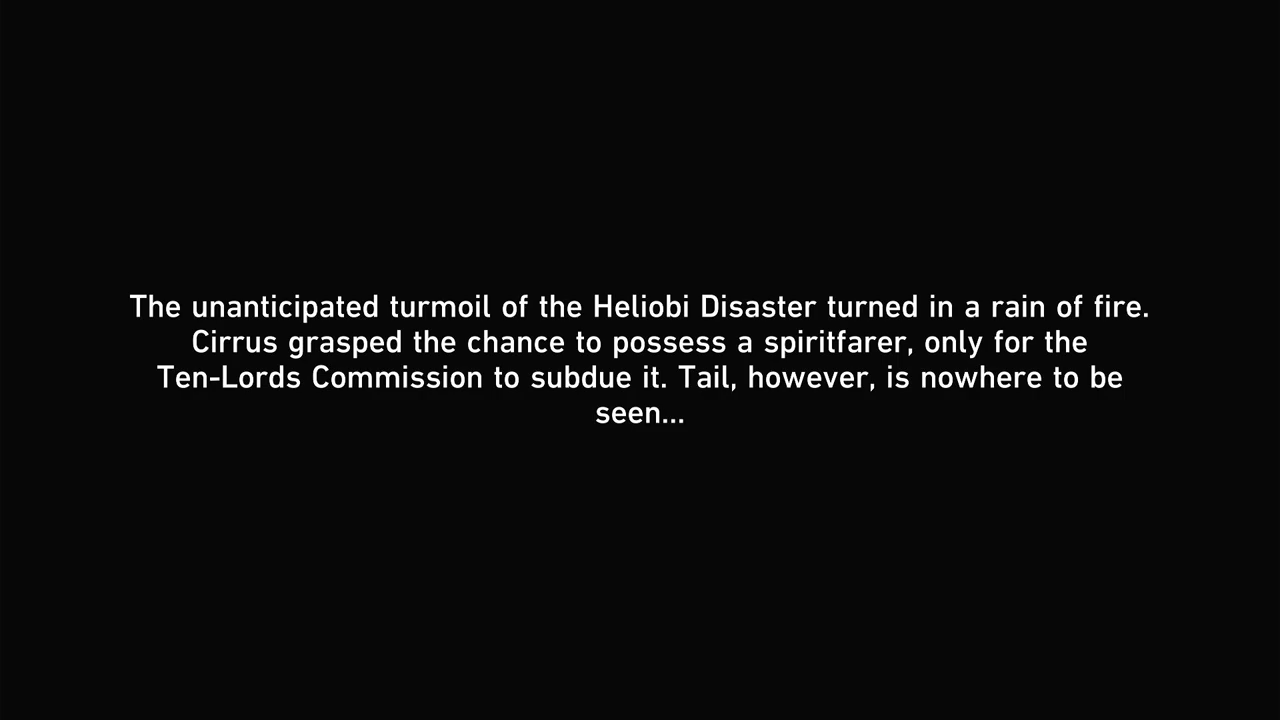 The unanticipated turmoil of the Heliobi Disaster turned in a rain of fire.
Cirrus grasped the chance to possess a spiritfarer, only for the
Ten-Lords Commission to subdue it. Tail, however, is nowhere to be
seen...